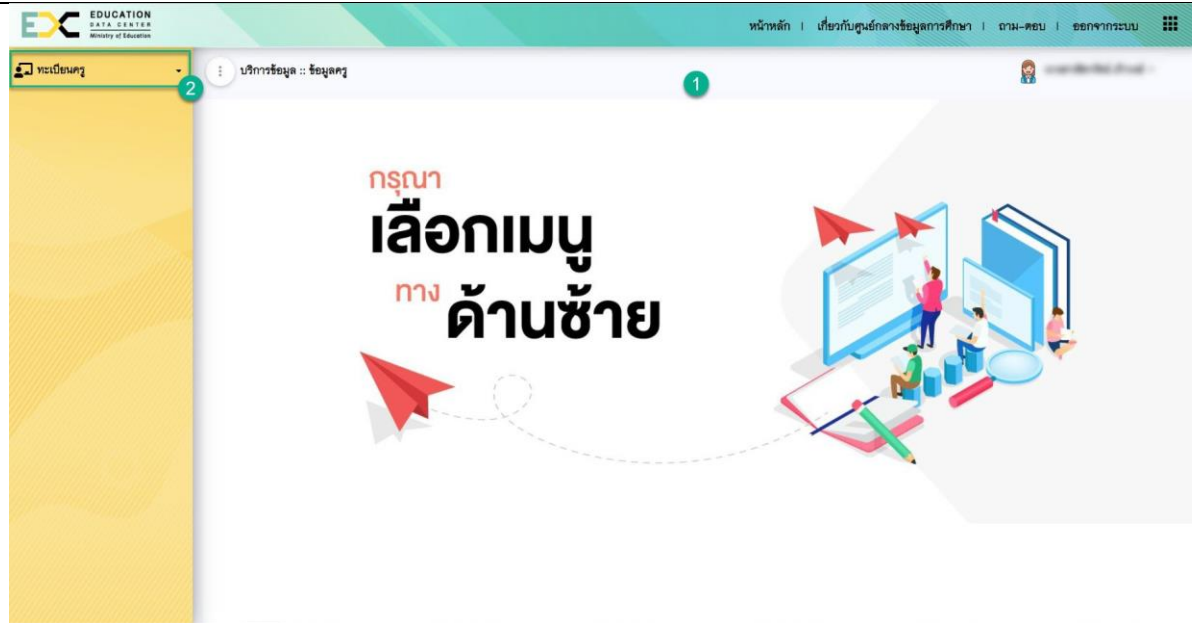 EDC EDUCATION
DATA CENTER
Ministry of Education
หน้าหลัก | เกี่ยวกับศูนย์กลางข้อมูลการศึกษา | ถาม-ตอบ | ออกจากระบบ
ทะเบียนครู
2
บริการข้อมูล :: ข้อมูลครู
1
กรุณา
เลือกเมนู
ทาง
ด้านซ้าย